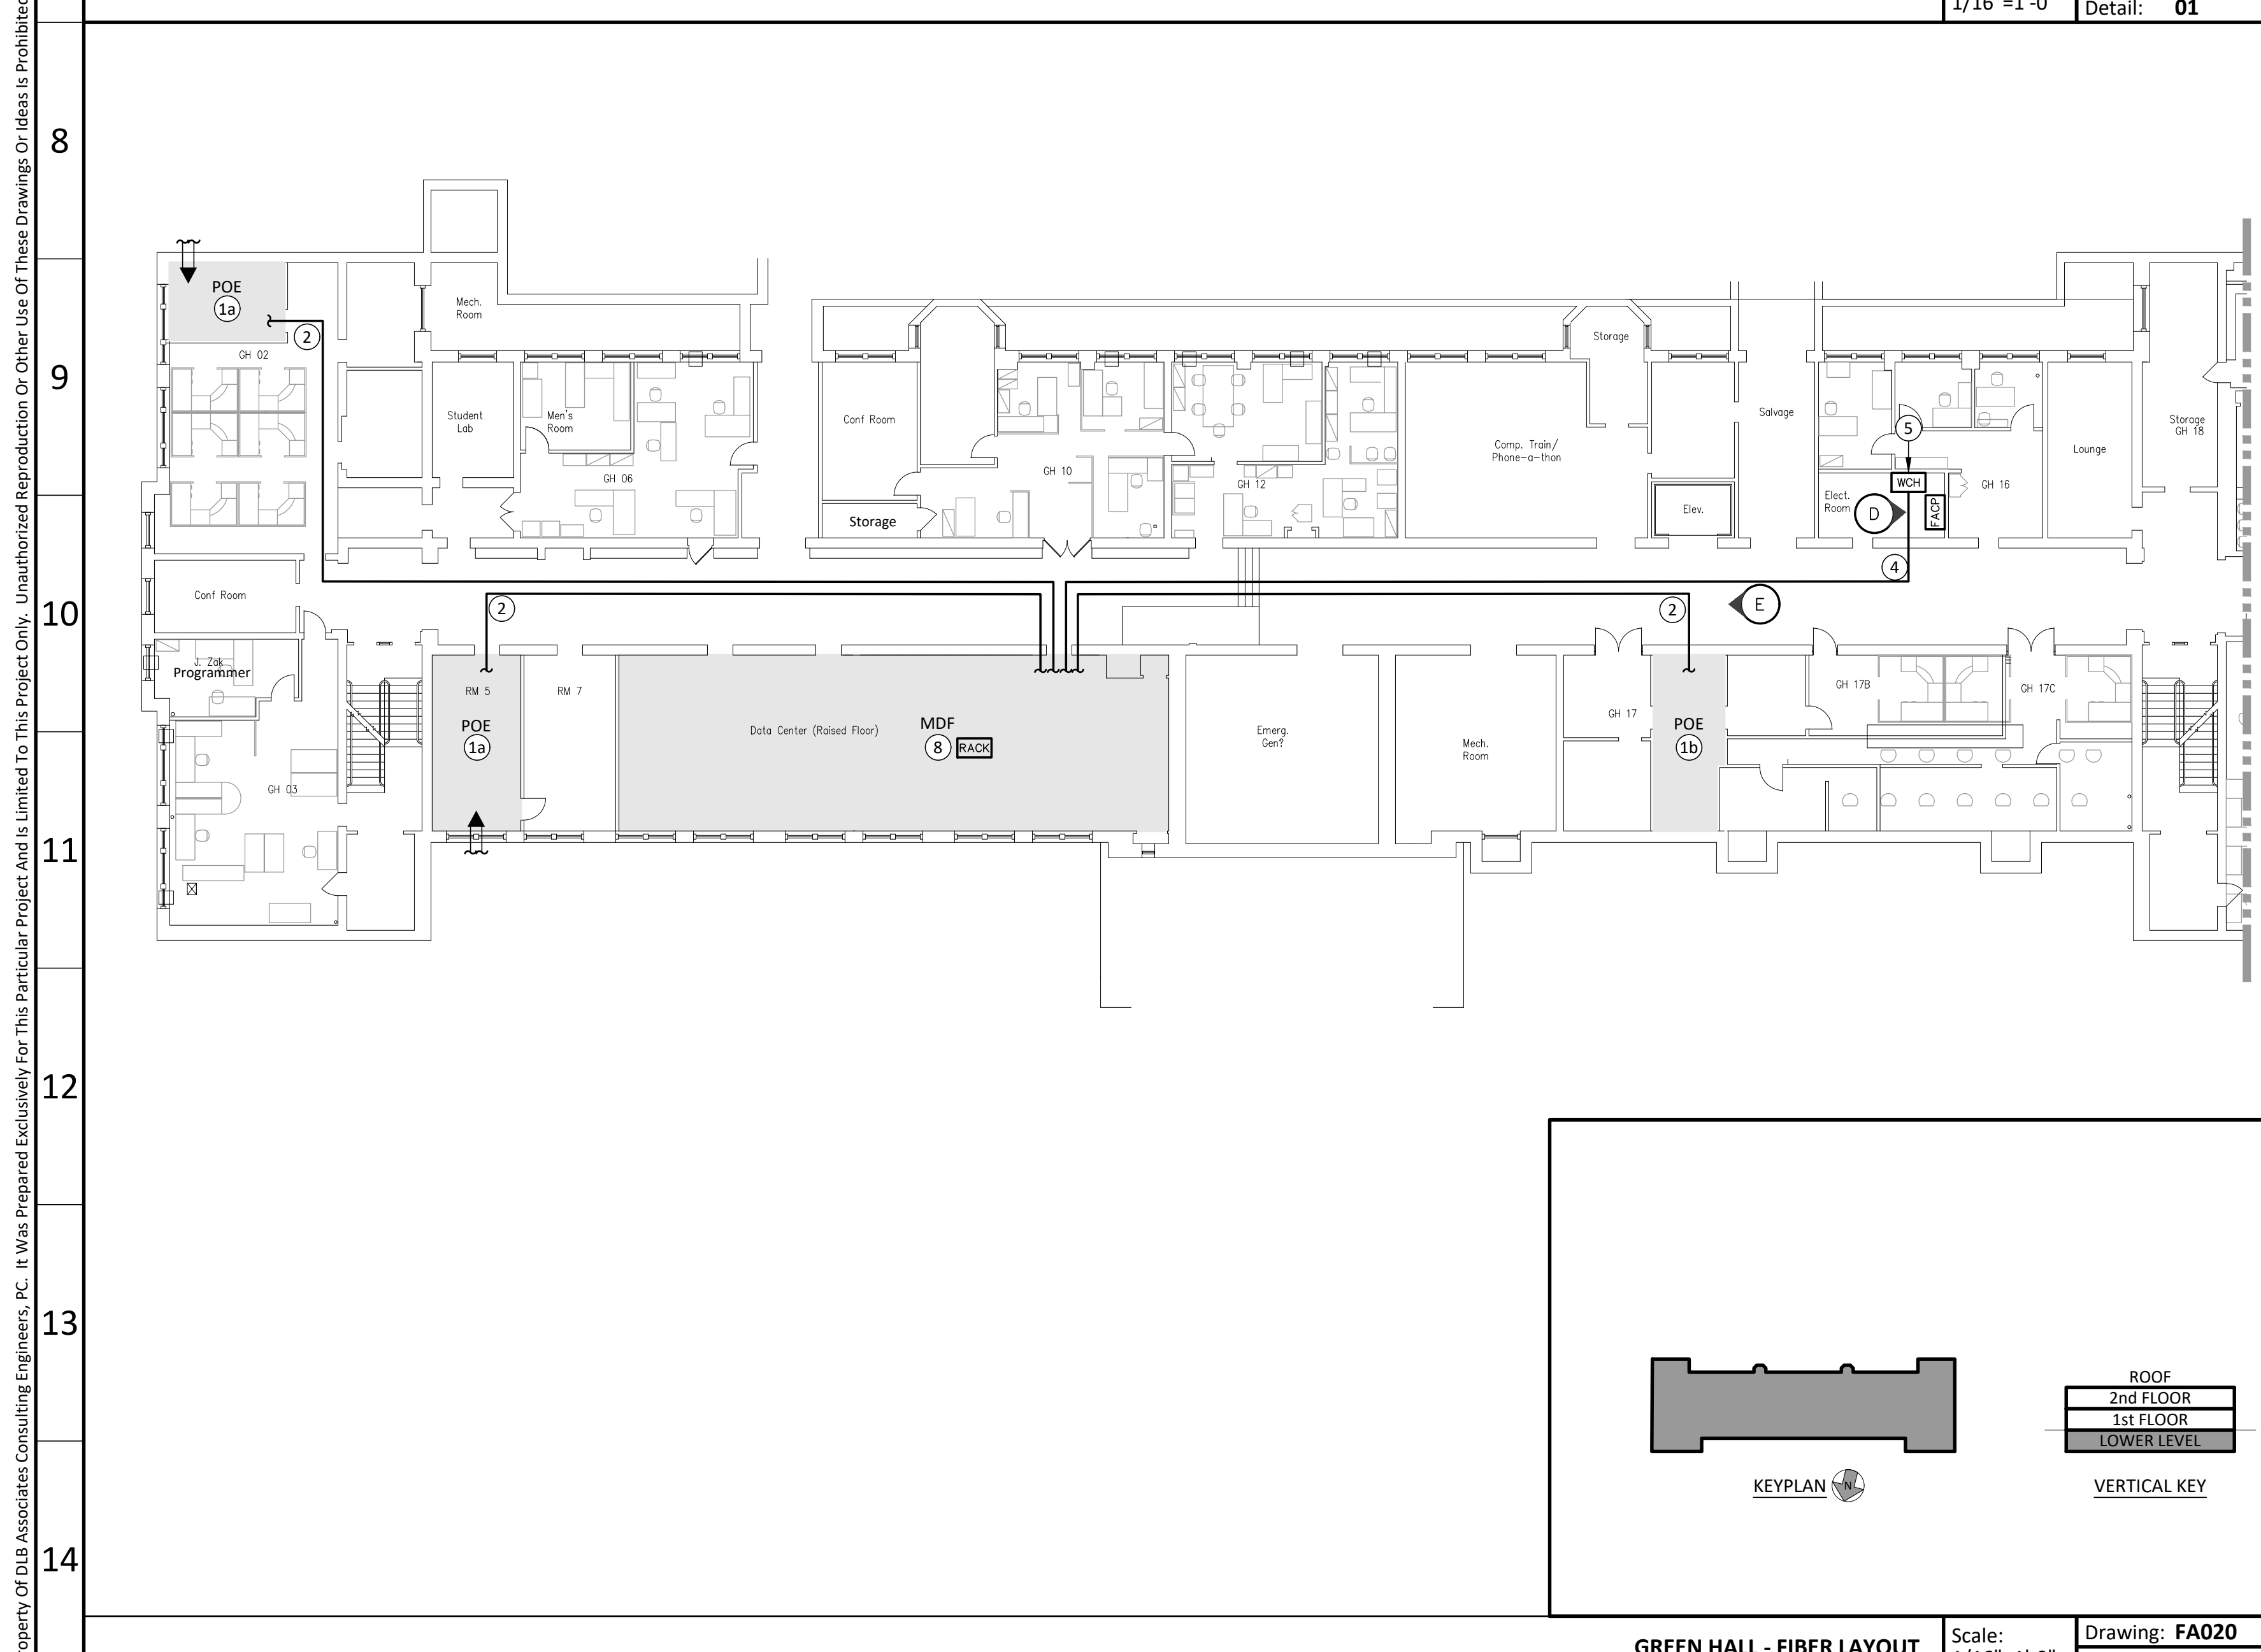 1/16"=1'-0"
Detail: 01
roperty Of DLB Associates Consulting Engineers, PC. It Was Prepared Exclusively For This Particular Project And Is Limited To This Project Only. Unauthorized Reproduction Or Other Use Of These Drawings Or Ideas Is Prohibited
8
9
10
11
12
13
14
POE
1a
2
GH 02
Mech.
Room
Student
Lab
Men's
Room
GH 06
Conf Room
Storage
GH 10
GH 12
Comp. Train/
Phone-a-thon
Storage
Elev.
Salvage
5
WCH
Elect.
Room
D
FACP
GH 16
Lounge
Storage
GH 18
4
Conf Room
2
2
E
J. Zak
Programmer
GH 03
RM 5
POE
1a
RM 7
Data Center (Raised Floor)
MDF
8
RACK
Emerg.
Gen?
Mech.
Room
GH 17
POE
1b
GH 17B
GH 17C
KEYPLAN
N
ROOF
2nd FLOOR
1st FLOOR
LOWER LEVEL
VERTICAL KEY
GREEN HALL - FIBER LAYOUT
Scale:
Drawing: FA020